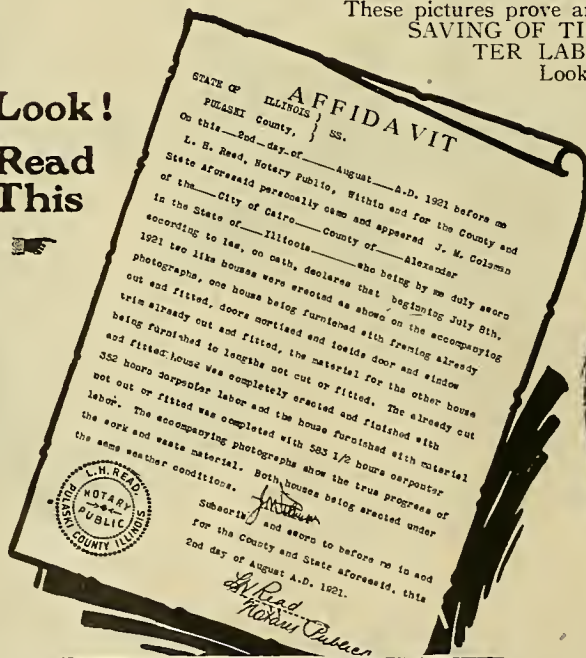 These pictures prove a
SAVING OF TI
TER LAB
Look
Look!
Read
This
AFFIDAVIT
STATE OF ILLINOIS }
PULASKI County, } SS.
On this 2nd day of August A.D. 1921 before me
L. H. Read, Notary Public, Within and for the County and
State Aforesaid personally came and appeared J. M. Coleman
of the City of Cairo County of Alexander
in the State of Illinois who being by me duly sworn
according to law, on oath, declares that beginning July 8th,
1921 two like houses were erected as shown on the accompanying
photographs, one house being furnished with framing already
cut and fitted, doors mortised and inside door and window
trim already cut and fitted, the material for the other house
being furnished in lengths not cut or fitted. The already cut
and fitted house was completely erected and finished with
352 hours carpenter labor and the house furnished with material
not cut or fitted was completed with 583 1/2 hours carpenter
labor. The accompanying photographs show the true progress of
the work and waste material. Both houses being erected under
the same weather conditions.
Subscribed and sworn to before me in and
for the County and State aforesaid, this
2nd day of August A.D. 1921.
L.H. READ,
NOTARY
PUBLIC
PULASKI COUNTY ILLINOIS
LH Read
Notary Public